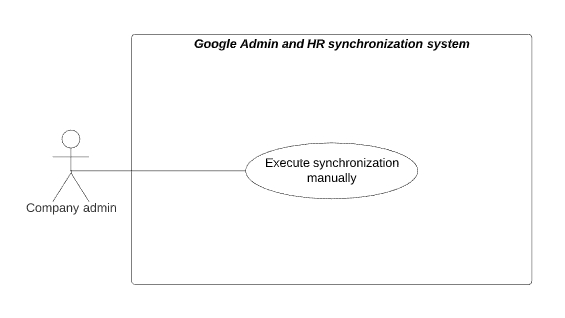 Google Admin and HR synchronization system
Execute synchronization
manually
Company admin